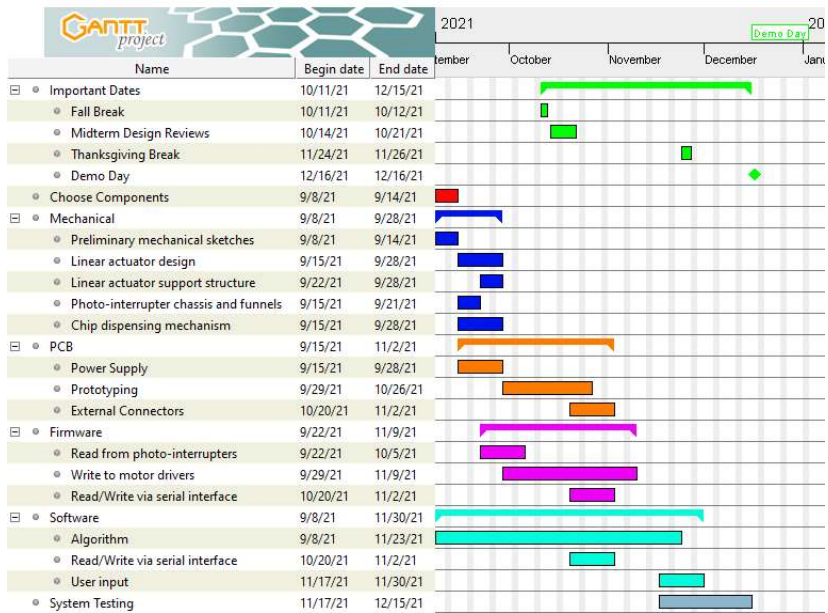 GANTT
project
2021
20
Demo Day
Name Begin date End date
tember October November December Janu
Important Dates 10/11/21 12/15/21
Fall Break 10/11/21 10/12/21
Midterm Design Reviews 10/14/21 10/21/21
Thanksgiving Break 11/24/21 11/26/21
Demo Day 12/16/21 12/16/21
Choose Components 9/8/21 9/14/21
Mechanical 9/8/21 9/28/21
Preliminary mechanical sketches 9/8/21 9/14/21
Linear actuator design 9/15/21 9/28/21
Linear actuator support structure 9/22/21 9/28/21
Photo-interrupter chassis and funnels 9/15/21 9/21/21
Chip dispensing mechanism 9/15/21 9/28/21
PCB 9/15/21 11/2/21
Power Supply 9/15/21 9/28/21
Prototyping 9/29/21 10/26/21
External Connectors 10/20/21 11/2/21
Firmware 9/22/21 11/9/21
Read from photo-interrupters 9/22/21 10/5/21
Write to motor drivers 9/29/21 11/9/21
Read/Write via serial interface 10/20/21 11/2/21
Software 9/8/21 11/30/21
Algorithm 9/8/21 11/23/21
Read/Write via serial interface 10/20/21 11/2/21
User input 11/17/21 11/30/21
System Testing 11/17/21 12/15/21